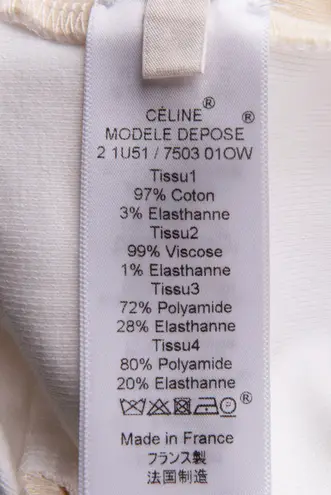 CÉLINE®
MODELE DEPOSE®
2 1U51 / 7503 01OW
Tissu1
97% Coton
3% Elasthanne
Tissu2
99% Viscose
1% Elasthanne
Tissu3
72% Polyamide
28% Elasthanne
Tissu4
80% Polyamide
20% Elasthanne
®
Made in France
フランス製
法国制造